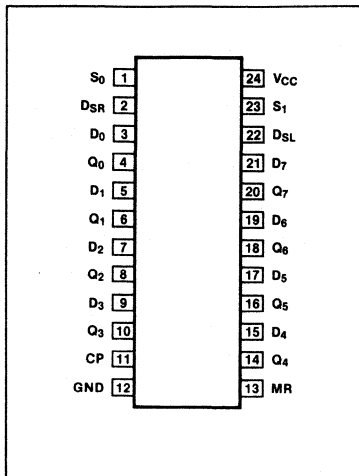 S0 1 24 VCC
DSR 2 23 S1
D0 3 22 DSL
Q0 4 21 D7
D1 5 20 Q7
Q1 6 19 D6
D2 7 18 Q6
Q2 8 17 D5
D3 9 16 Q5
Q3 10 15 D4
CP 11 14 Q4
GND 12 13 MR